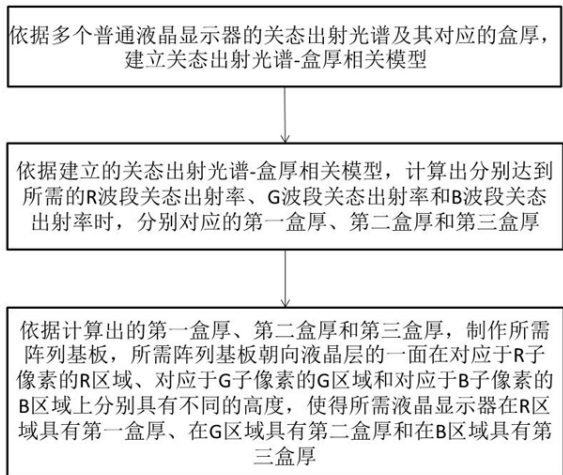 依据多个普通液晶显示器的关态出射光谱及其对应的盒厚，
建立关态出射光谱-盒厚相关模型
依据建立的关态出射光谱-盒厚相关模型，计算出分别达到
所需的R波段关态出射率、G波段关态出射率和B波段关态
出射率时，分别对应的第一盒厚、第二盒厚和第三盒厚
依据计算出的第一盒厚、第二盒厚和第三盒厚，制作所需
阵列基板，所需阵列基板朝向液晶层的一面在对应于R子
像素的R区域、对应于G子像素的G区域和对应于B子像素的
B区域上分别具有不同的高度，使得所需液晶显示器在R区
域具有第一盒厚、在G区域具有第二盒厚和在B区域具有第
三盒厚